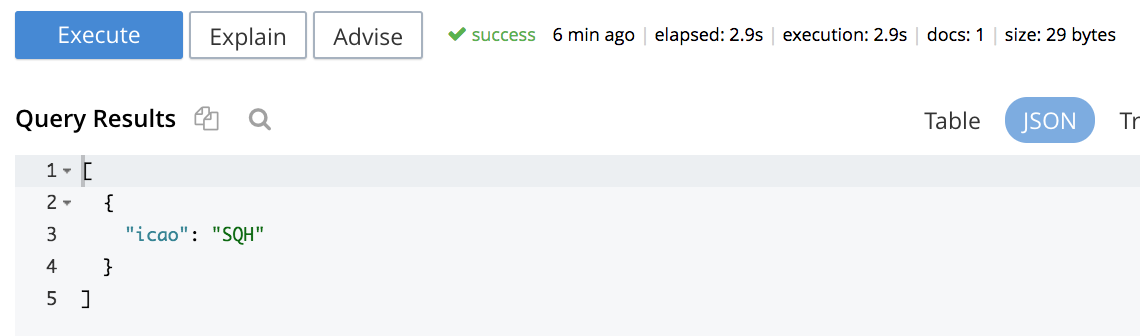 Execute Explain Advise success 6 min ago | elapsed: 2.9s | execution: 2.9s | docs: 1 | size: 29 bytes
Query Results Table JSON Tr
1 [
2 {
3 "icao": "SQH"
4 }
5 ]